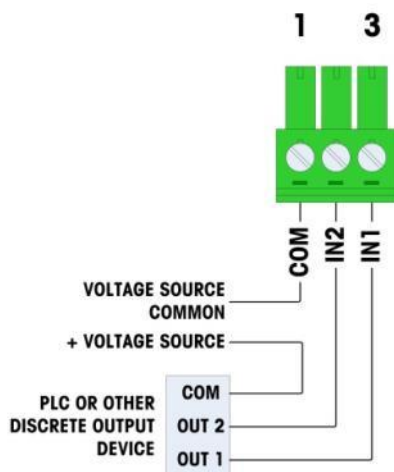 1 3
COM IN2 IN1
VOLTAGE SOURCE
COMMON
+ VOLTAGE SOURCE
PLC OR OTHER
DISCRETE OUTPUT
DEVICE
COM
OUT 2
OUT 1